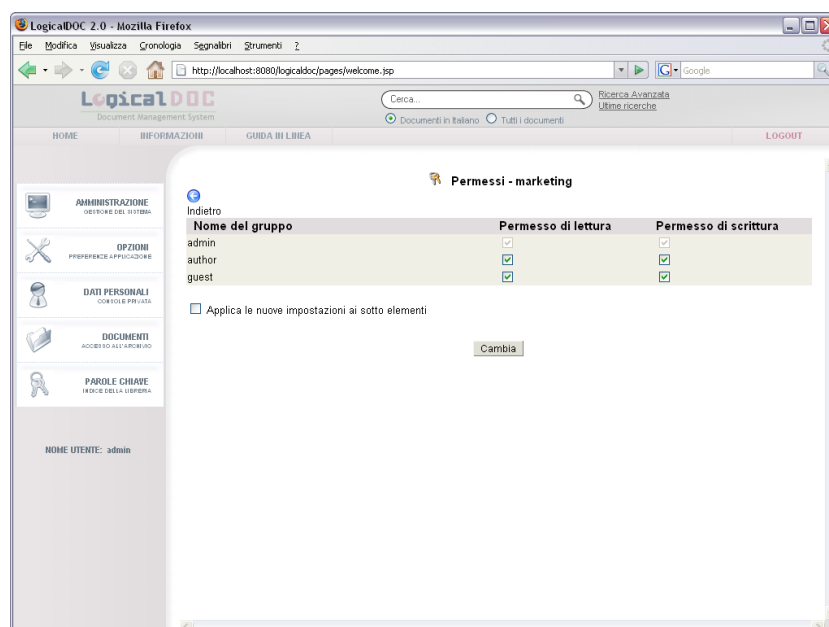 LogicalDOC 2.0 - Mozilla Firefox
File Modifica Visualizza Cronologia Segnalibri Strumenti ?
http://localhost:8080/logicaldoc/pages/welcome.jsp
Google
LogicalDOC
Document Management System
Cerca...
Ricerca Avanzata
Ultime ricerche
Documenti in Italiano Tutti i documenti
HOME INFORMAZIONI GUIDA IN LINEA LOGOUT
Permessi - marketing
Indietro
Nome del gruppo Permesso di lettura Permesso di scrittura
admin
author
guest
Applica le nuove impostazioni ai sotto elementi
Cambia
AMMINISTRAZIONE
GESTIONE DEL SISTEMA
OPZIONI
PREFERENZE APPLICAZIONE
DATI PERSONALI
CONSOLE PRIVATA
DOCUMENTI
ACCESSO ALL'ARCHIVIO
PAROLE CHIAVE
INDICE DELLA LIBRERIA
NOME UTENTE: admin